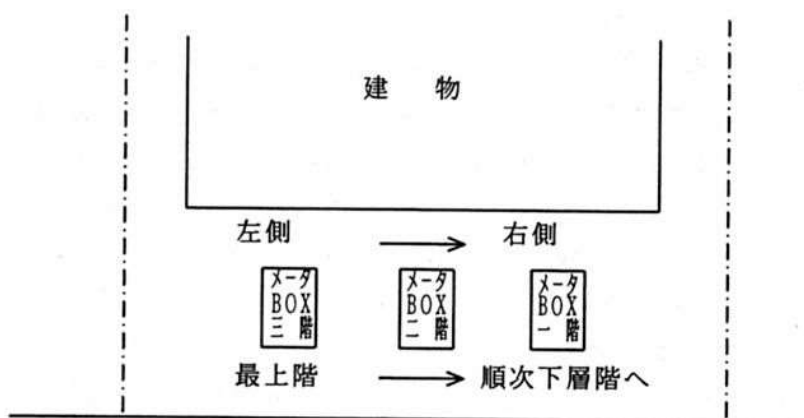 建 物
左側 → 右側
メータ
BOX
三 階
メータ
BOX
二 階
メータ
BOX
一 階
最上階 → 順次下層階へ